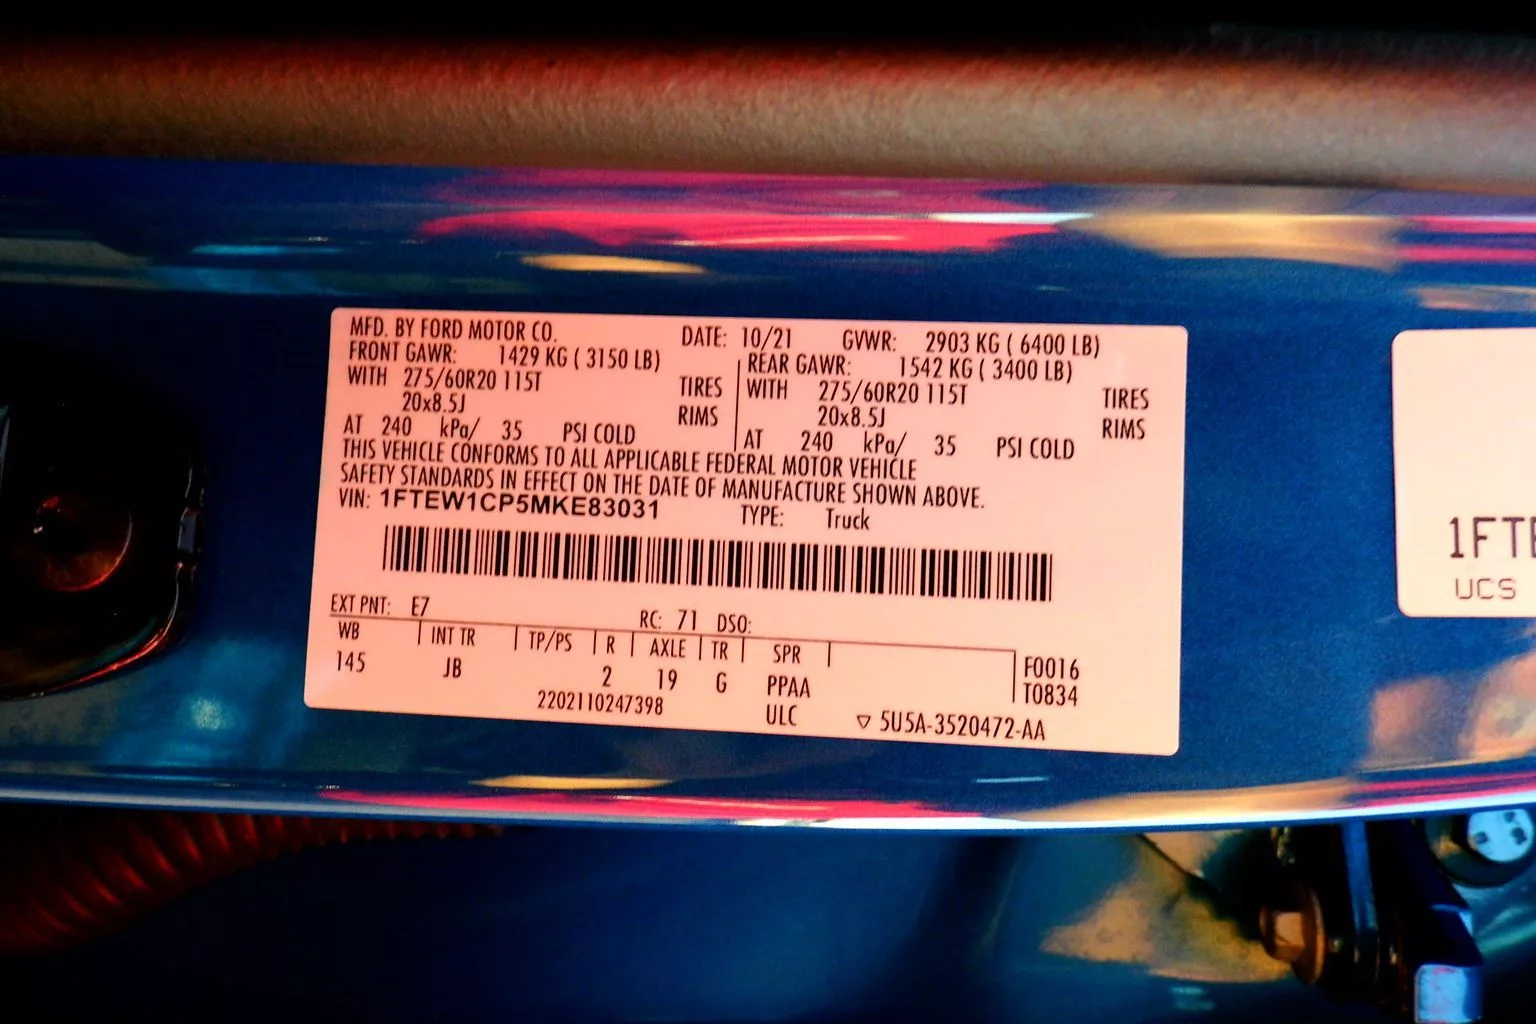 MFD. BY FORD MOTOR CO. DATE: 10/21 GVWR: 2903 KG ( 6400 LB)
FRONT GAWR: 1429 KG ( 3150 LB) REAR GAWR: 1542 KG ( 3400 LB)
WITH 275/60R20 115T TIRES WITH 275/60R20 115T TIRES
20x8.5J RIMS 20x8.5J RIMS
AT 240 kPa/ 35 PSI COLD AT 240 kPa/ 35 PSI COLD
THIS VEHICLE CONFORMS TO ALL APPLICABLE FEDERAL MOTOR VEHICLE
SAFETY STANDARDS IN EFFECT ON THE DATE OF MANUFACTURE SHOWN ABOVE.
VIN: 1FTEW1CP5MKE83031 TYPE: Truck
EXT PNT: E7 RC: 71 DSO:
WB INT TR TP/PS R AXLE TR SPR
145 JB 2 19 G PPAA F0016
T0834
2202110247398 ULC ▽ 5U5A-3520472-AA
1FTE
UCS